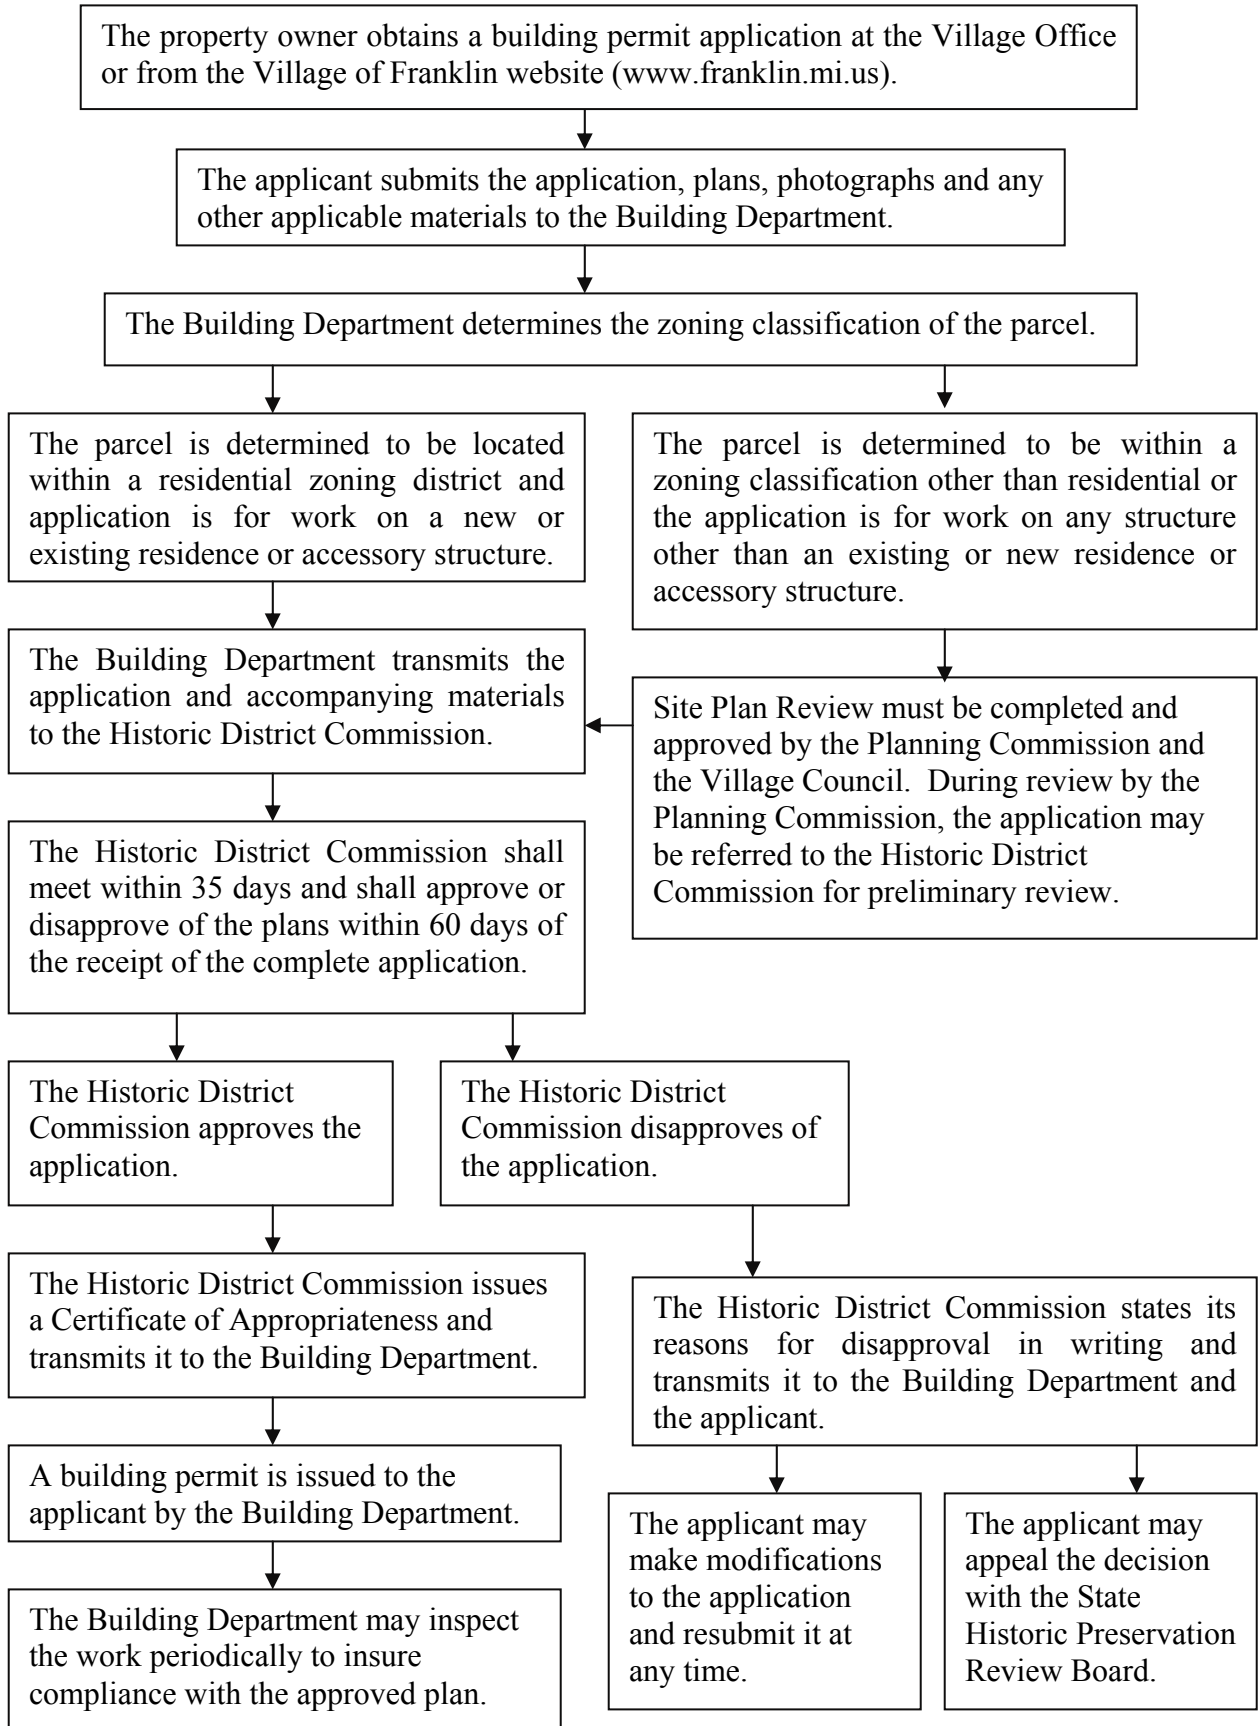 The property owner obtains a building permit application at the Village Office
or from the Village of Franklin website (www.franklin.mi.us).
The applicant submits the application, plans, photographs and any
other applicable materials to the Building Department.
The Building Department determines the zoning classification of the parcel.
The parcel is determined to be located
within a residential zoning district and
application is for work on a new or
existing residence or accessory structure.
The parcel is determined to be within a
zoning classification other than residential or
the application is for work on any structure
other than an existing or new residence or
accessory structure.
The Building Department transmits the
application and accompanying materials
to the Historic District Commission.
Site Plan Review must be completed and
approved by the Planning Commission and
the Village Council. During review by the
Planning Commission, the application may
be referred to the Historic District
Commission for preliminary review.
The Historic District Commission shall
meet within 35 days and shall approve or
disapprove of the plans within 60 days of
the receipt of the complete application.
The Historic District
Commission approves the
application.
The Historic District
Commission disapproves of
the application.
The Historic District Commission issues
a Certificate of Appropriateness and
transmits it to the Building Department.
The Historic District Commission states its
reasons for disapproval in writing and
transmits it to the Building Department and
the applicant.
A building permit is issued to the
applicant by the Building Department.
The applicant may
make modifications
to the application
and resubmit it at
any time.
The applicant may
appeal the decision
with the State
Historic Preservation
Review Board.
The Building Department may inspect
the work periodically to insure
compliance with the approved plan.